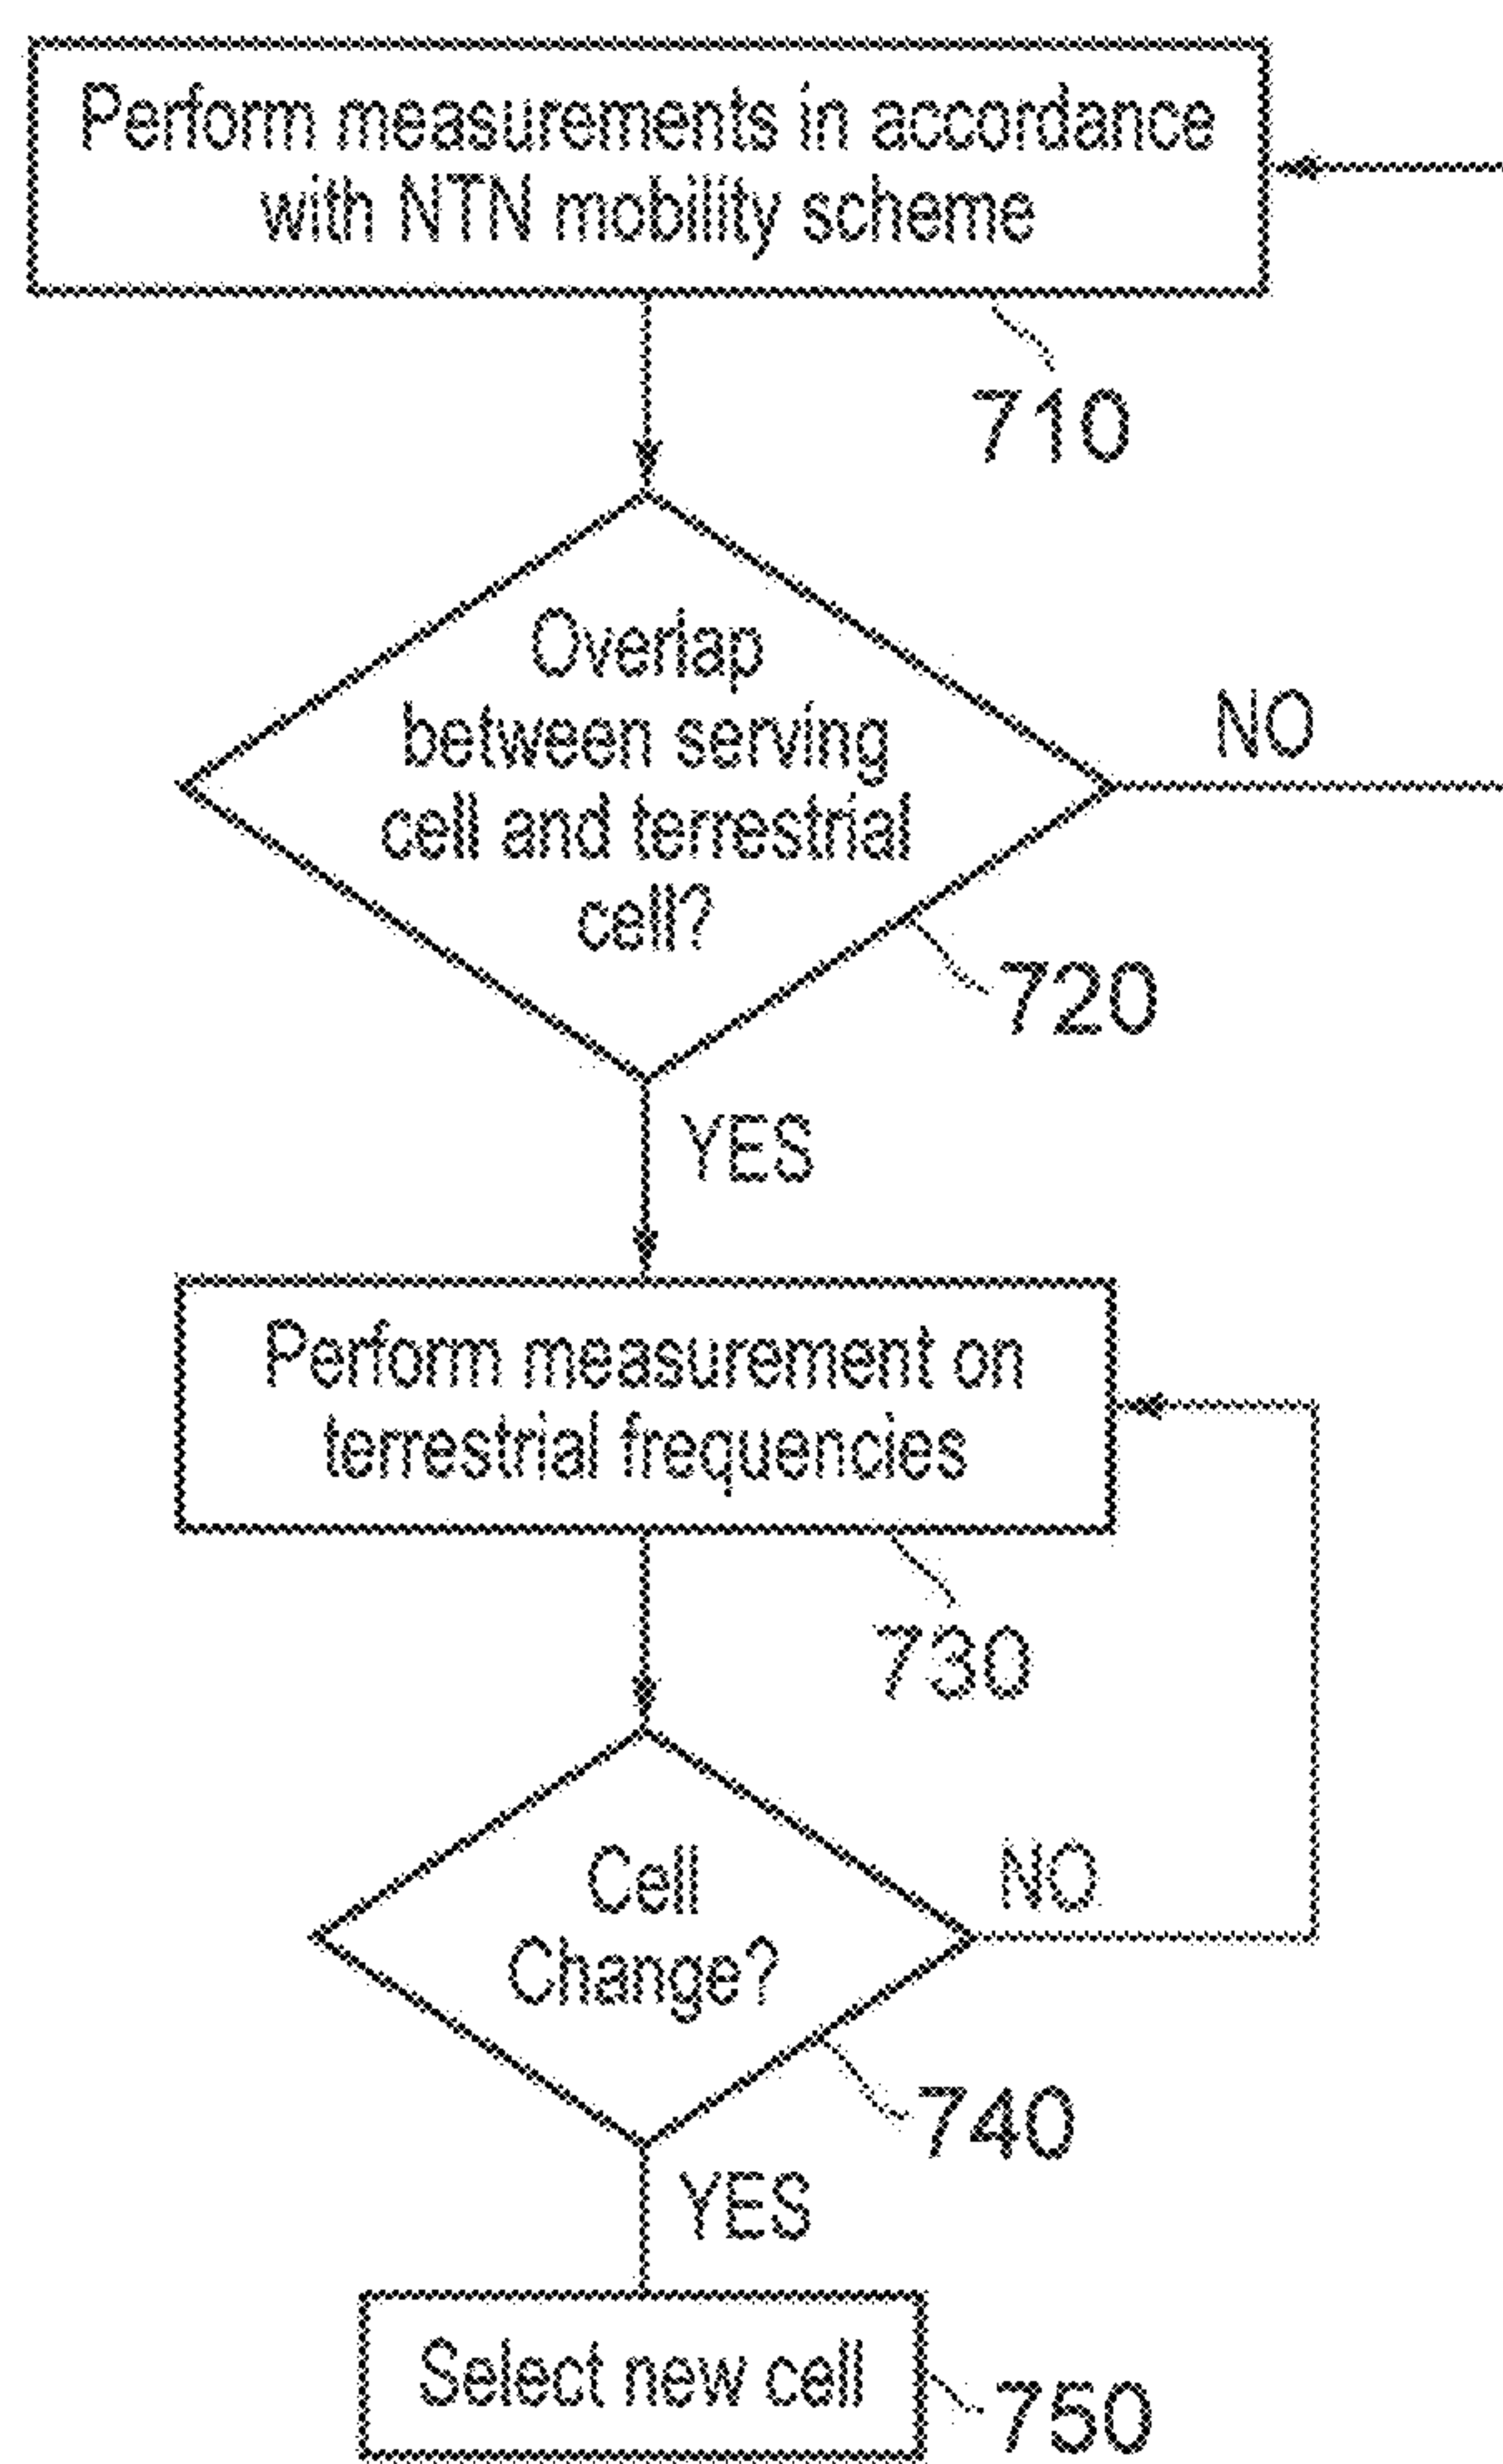 Perform measurements in accordance
with NTN mobility scheme
710
Overlap
between serving
cell and terrestrial
cell?
NO
720
YES
Perform measurement on
terrestrial frequencies
730
Cell
Change?
NO
740
YES
Select new cell
750